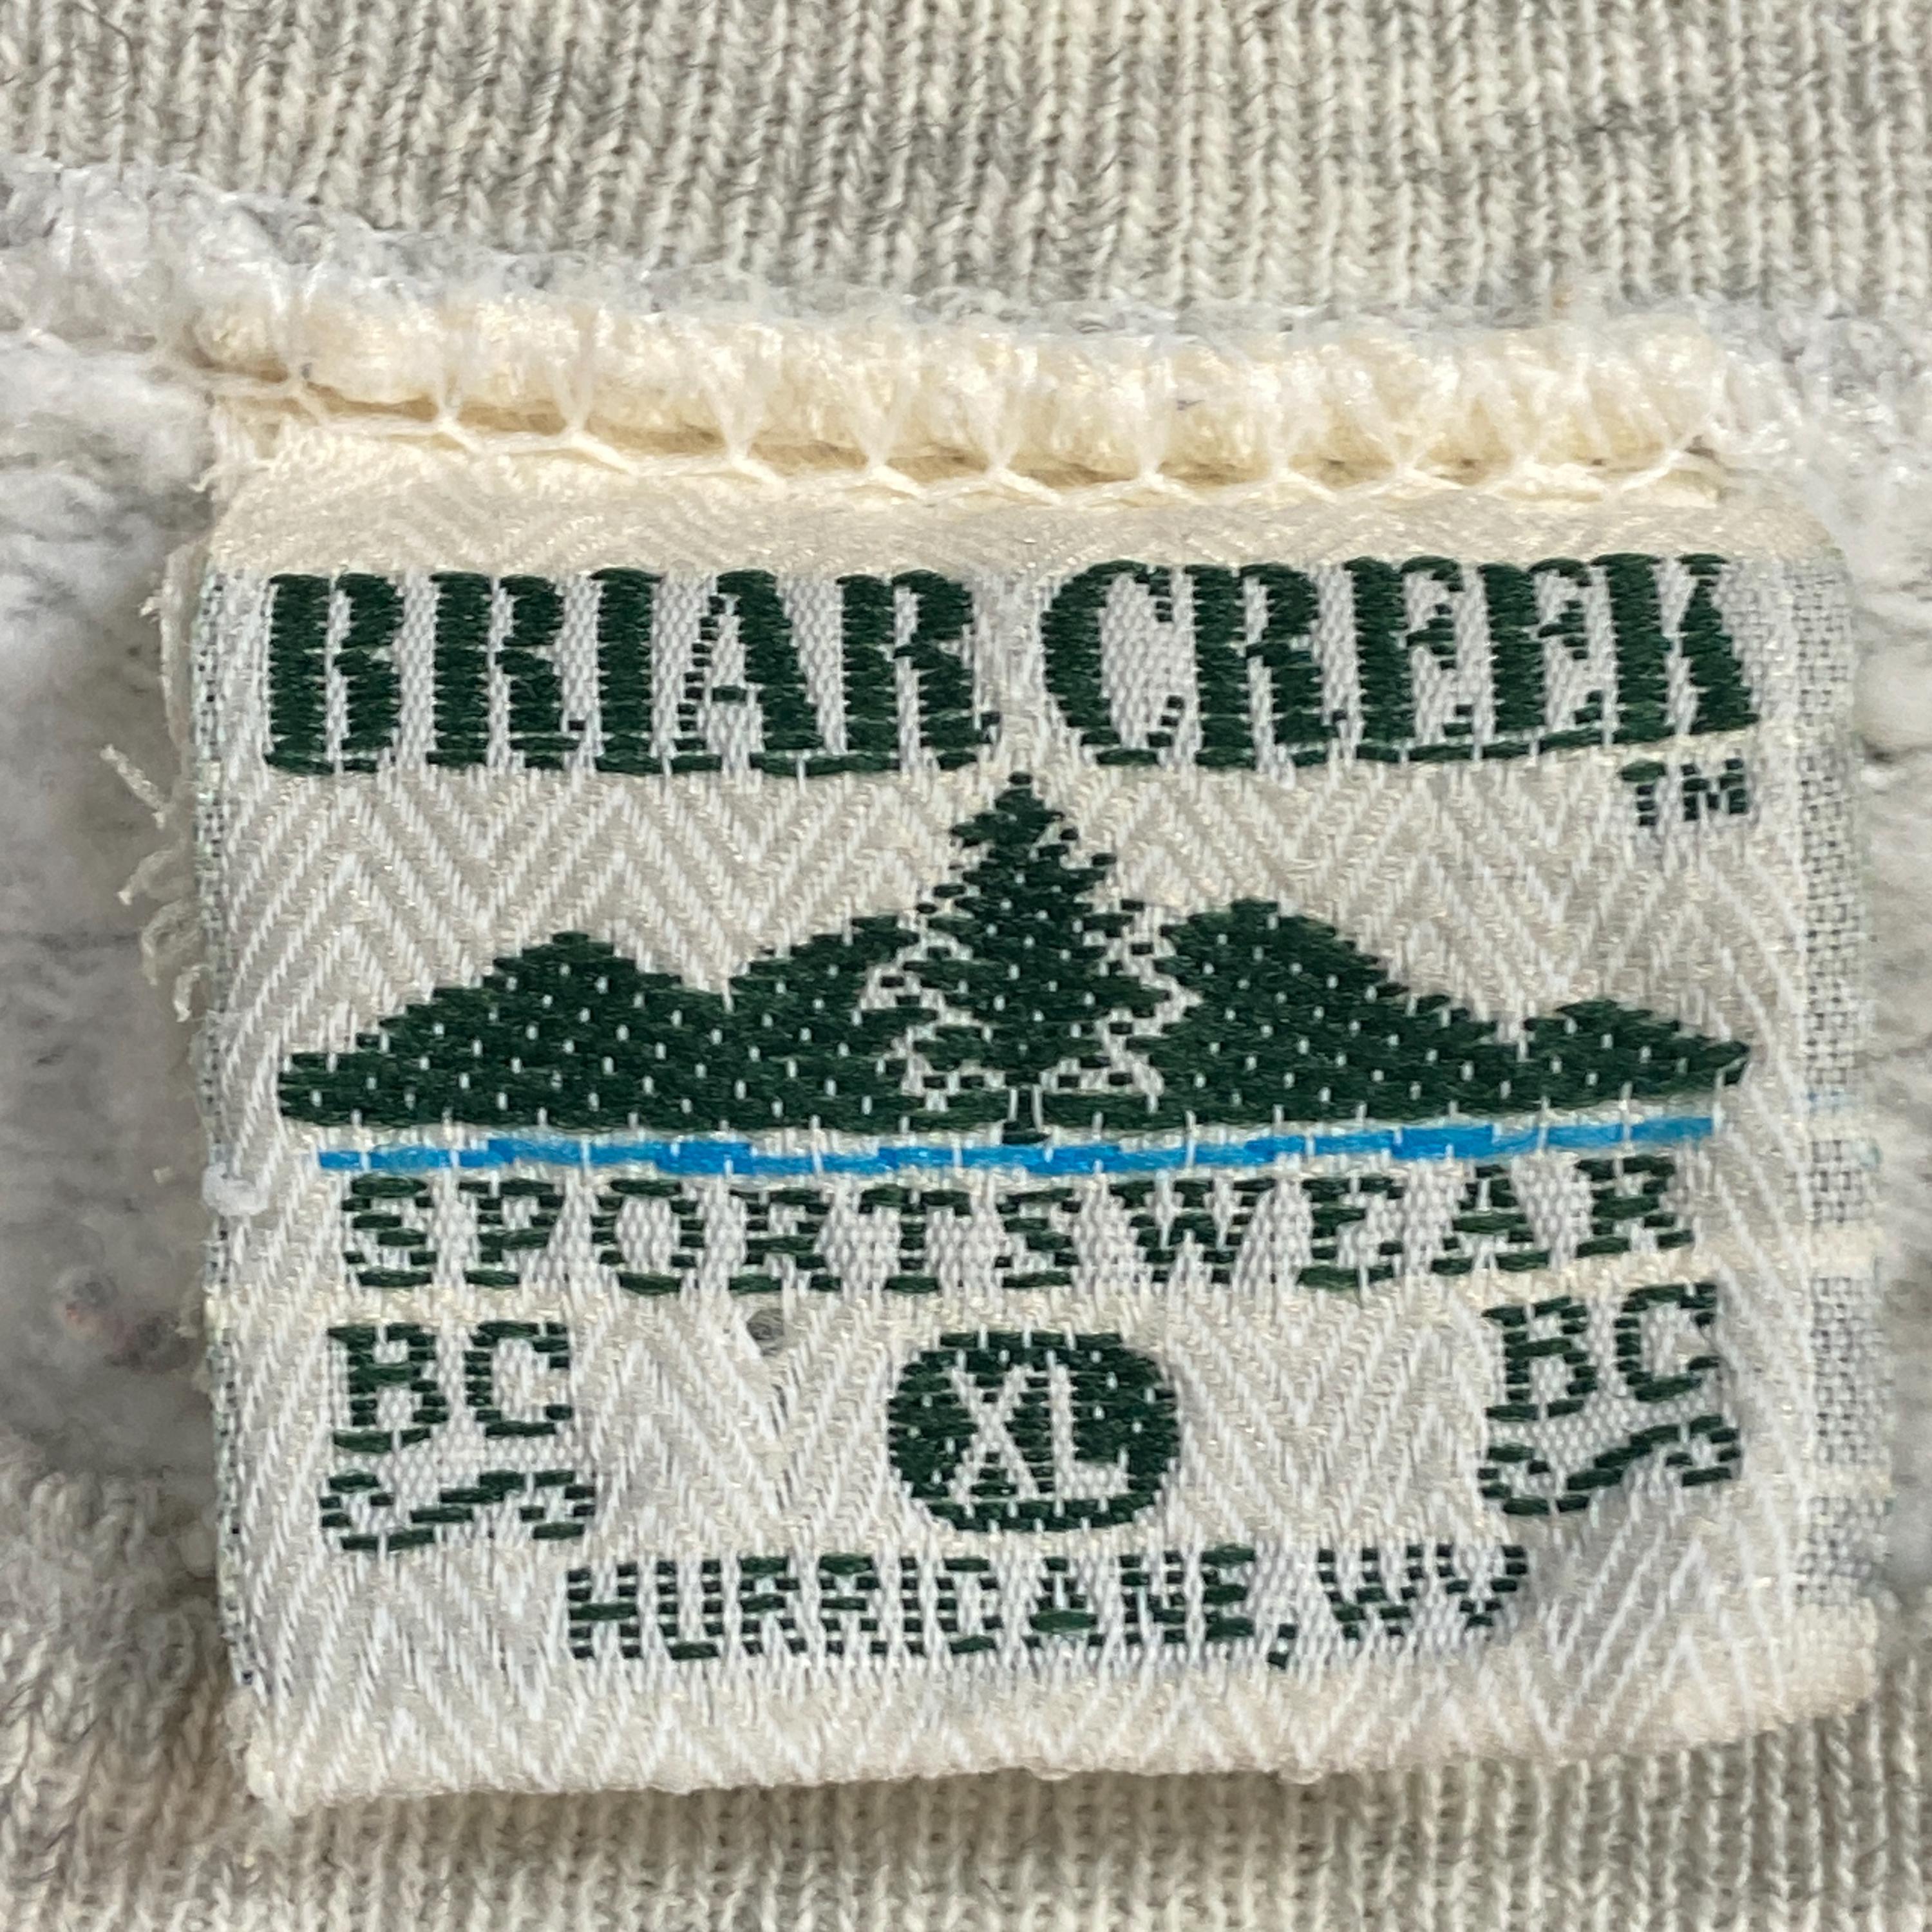 BRIAR CREEK
TM
SPORTSWEAR
BC XL BC
HURRICANE, WV